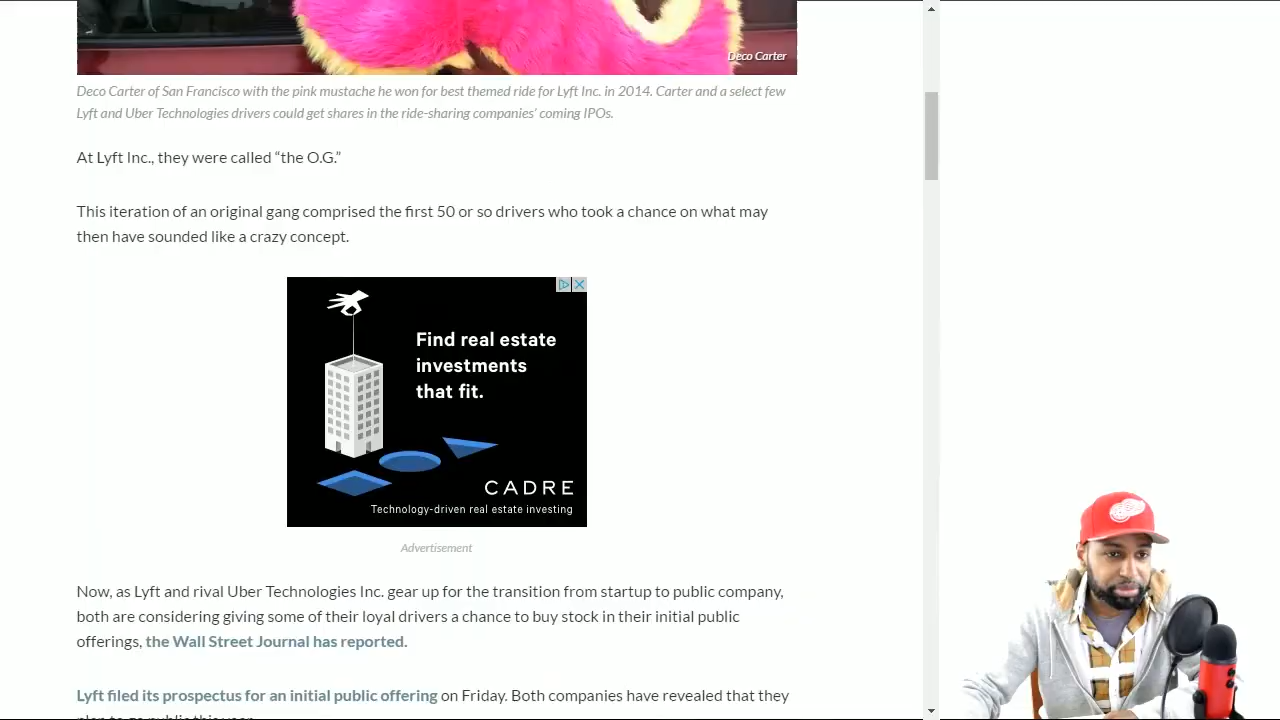 Deco Carter
Deco Carter of San Francisco with the pink mustache he won for best themed ride for Lyft Inc. in 2014. Carter and a select few
Lyft and Uber Technologies drivers could get shares in the ride-sharing companies’ coming IPOs.
At Lyft Inc., they were called “the O.G.”
This iteration of an original gang comprised the first 50 or so drivers who took a chance on what may
then have sounded like a crazy concept.
Find real estate
investments
that fit.
CADRE
Technology-driven real estate investing
Advertisement
Now, as Lyft and rival Uber Technologies Inc. gear up for the transition from startup to public company,
both are considering giving some of their loyal drivers a chance to buy stock in their initial public
offerings, the Wall Street Journal has reported.
Lyft filed its prospectus for an initial public offering on Friday. Both companies have revealed that they
plan to go public this year.